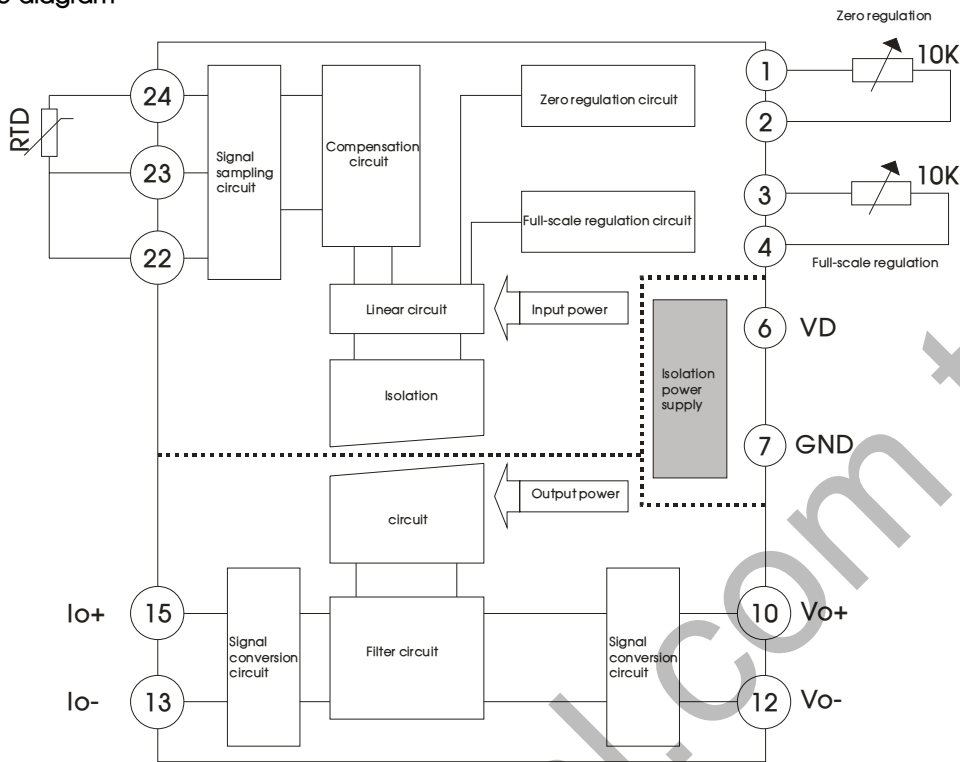 diagram
Zero regulation
10K
1
2
24
RTD
23
22
Signal
sampling
circuit
Compensation
circuit
Zero regulation circuit
Full-scale regulation circuit
3
10K
4
Full-scale regulation
Linear circuit
Input power
Isolation
Isolation
power
supply
6
VD
7
GND
circuit
Output power
Io+
15
Signal
conversion
circuit
Filter circuit
Signal
conversion
circuit
10
Vo+
Io-
13
12
Vo-